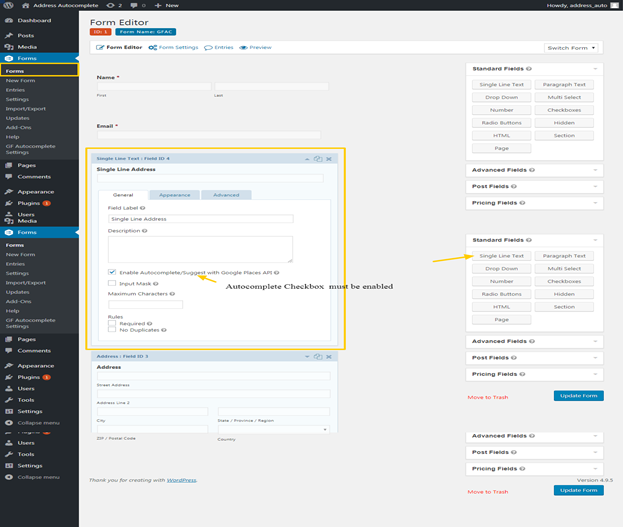 Address Autocomplete 2 0 + New Howdy, address_auto
Dashboard
Posts
Media
Forms
Forms
New Form
Entries
Settings
Import/Export
Updates
Add-Ons
Help
GF Autocomplete
Settings
Pages
Comments
Appearance
Plugins 1
Users
Media
Forms
Forms
New Form
Entries
Settings
Import/Export
Updates
Add-Ons
Help
GF Autocomplete
Settings
Pages
Comments
Appearance
Plugins 1
Users
Tools
Settings
Collapse menu
Plugins 1
Users
Tools
Settings
Collapse menu
Form Editor
ID: 1 Form Name: GFAC
Form Editor Form Settings Entries Preview Switch Form
Name *
First Last
Email *
Single Line Text : Field ID 4
Single Line Address
General Appearance Advanced
Field Label
Single Line Address
Description
Enable Autocomplete/Suggest with Google Places API
Autocomplete Checkbox must be enabled
Input Mask
Maximum Characters
Rules
Required
No Duplicates
Address : Field ID 3
Address
Street Address
Address Line 2
City State / Province / Region
ZIP / Postal Code Country
Thank you for creating with WordPress.
Standard Fields
Single Line Text Paragraph Text
Drop Down Multi Select
Number Checkboxes
Radio Buttons Hidden
HTML Section
Page
Advanced Fields
Post Fields
Pricing Fields
Standard Fields
Single Line Text Paragraph Text
Drop Down Multi Select
Number Checkboxes
Radio Buttons Hidden
HTML Section
Page
Advanced Fields
Post Fields
Pricing Fields
Move to Trash Update Form
Advanced Fields
Post Fields
Pricing Fields
Version 4.9.5
Move to Trash Update Form